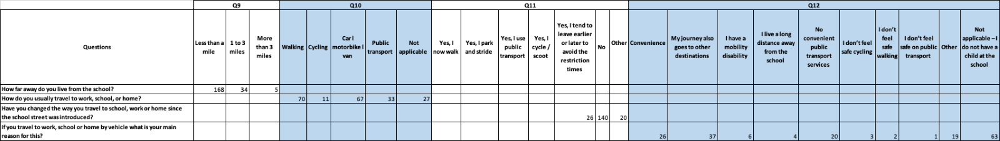 Q9 Q10 Q11 Q12
Questions
Less than a
mile
1 to 3
miles
More
than 3
miles
Walking
Cycling
Car l
motorbike l
van
Public
transport
Not
applicable
Yes, I
now walk
Yes, I park
and stride
Yes, I use
public
transport
Yes, I
cycle /
scoot
Yes, I tend to
leave earlier
or later to
avoid the
restriction
times
No
Other
Convenience
My journey also
goes to other
destinations
I have a
mobility
disability
I live a long
distance away
from the
school
No
convenient
public
transport
services
I don't feel
safe cycling
I don't
feel
safe
walking
I don't feel
safe on public
transport
Other
Not
applicable – I
do not have a
child at the
school
How far away do you live from the school? 168 34 5
How do you usually travel to work, school, or home? 70 11 67 33 27
Have you changed the way you travel to school, work or home since
the school street was introduced? 26 140 20
If you travel to work, school or home by vehicle what is your main
reason for this? 26 37 6 4 20 3 2 1 19 63